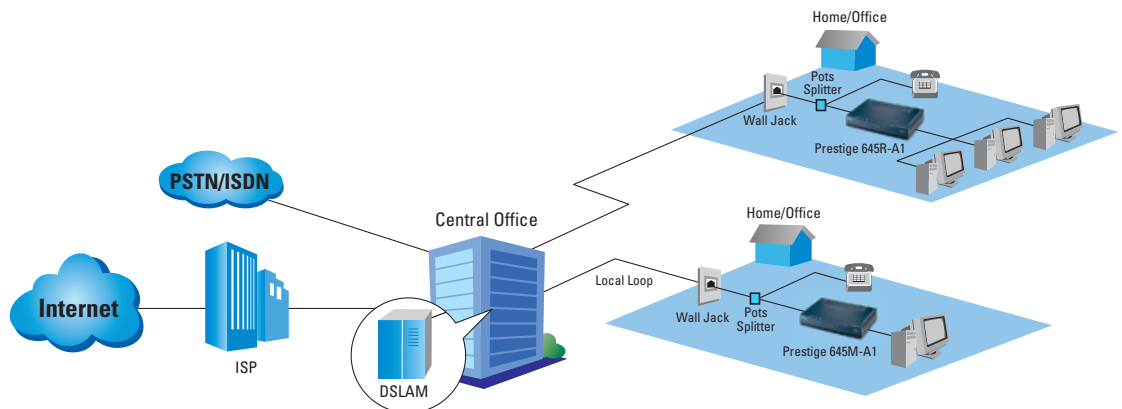 Home/Office
Pots
Splitter
Wall Jack
Prestige 645R-A1
PSTN/ISDN
Central Office
Home/Office
Internet
Local Loop
Wall Jack
Pots
Splitter
Prestige 645M-A1
ISP
DSLAM